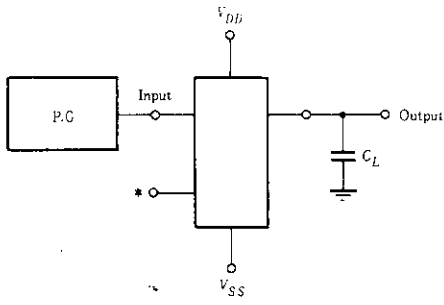 V_DD
Input
P.G
Output
C_L
*
V_SS